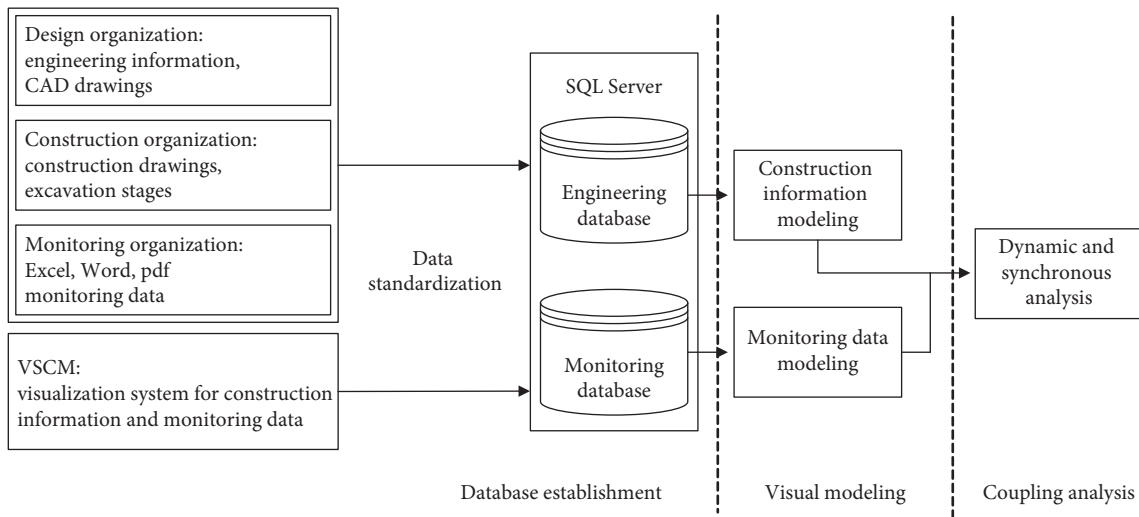 Design organization:
engineering information,
CAD drawings
Construction organization:
construction drawings,
excavation stages
Monitoring organization:
Excel, Word, pdf
monitoring data
VSCM:
visualization system for construction
information and monitoring data
Data
standardization
SQL Server
Engineering
database
Monitoring
database
Construction
information
modeling
Monitoring data
modeling
Dynamic and
synchronous
analysis
Database establishment
Visual modeling
Coupling analysis